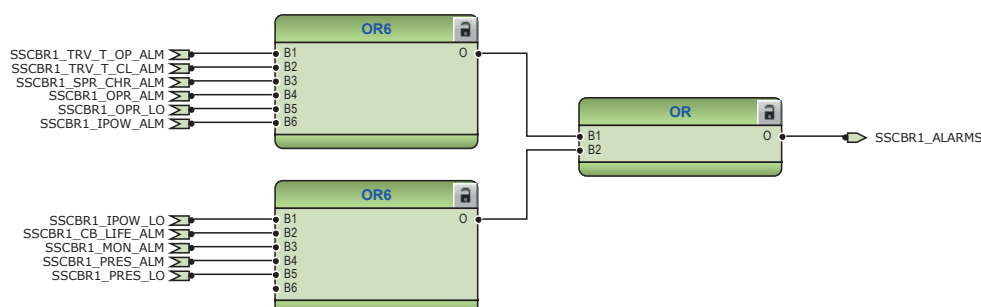 OR6
SSCBR1_TRV_T_OP_ALM B1 O
SSCBR1_TRV_T_CL_ALM B2
SSCBR1_SPR_CHR_ALM B3
SSCBR1_OPR_ALM B4
SSCBR1_OPR_LO B5
SSCBR1_IPOW_ALM B6
OR
B1 O SSCBR1_ALARMS
B2
OR6
SSCBR1_IPOW_LO B1 O
SSCBR1_CB_LIFE_ALM B2
SSCBR1_MON_ALM B3
SSCBR1_PRES_ALM B4
SSCBR1_PRES_LO B5
B6